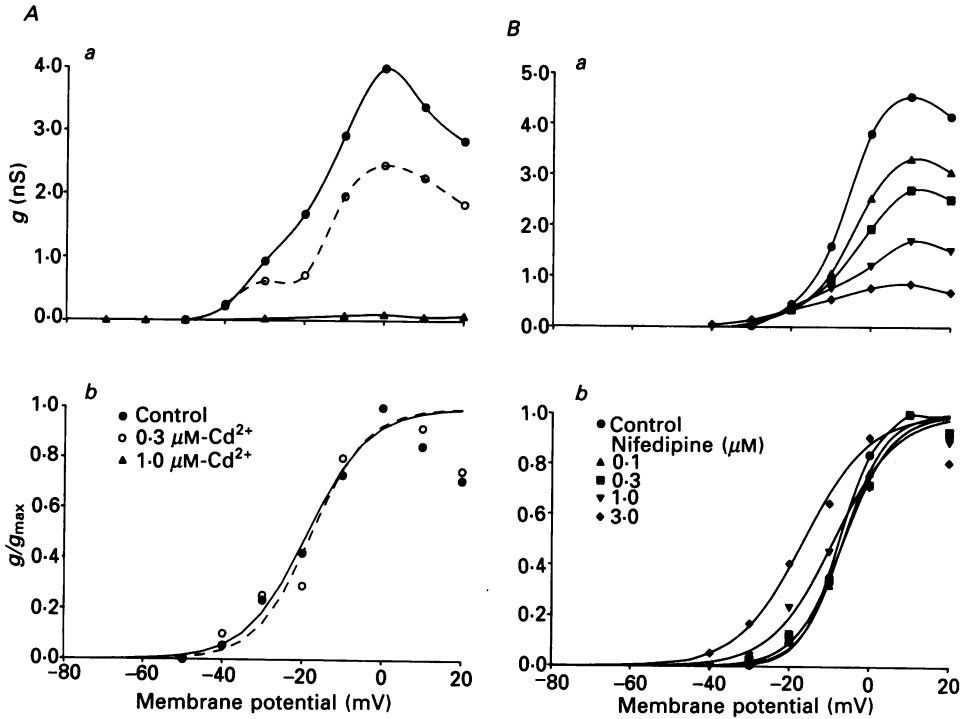 A
B
a
4·0
3·0
2·0
1·0
0·0
g (nS)
a
5·0
4·0
3·0
2·0
1·0
0·0
b
1·0
0·8
0·6
0·4
0·2
0·0
g/gmax
Control
0·3 μM-Cd2+
1·0 μM-Cd2+
−80 −60 −40 −20 0 20
Membrane potential (mV)
b
1·0
0·8
0·6
0·4
0·2
0·0
Control
Nifedipine (μM)
0·1
0·3
1·0
3·0
−80 −60 −40 −20 0 20
Membrane potential (mV)